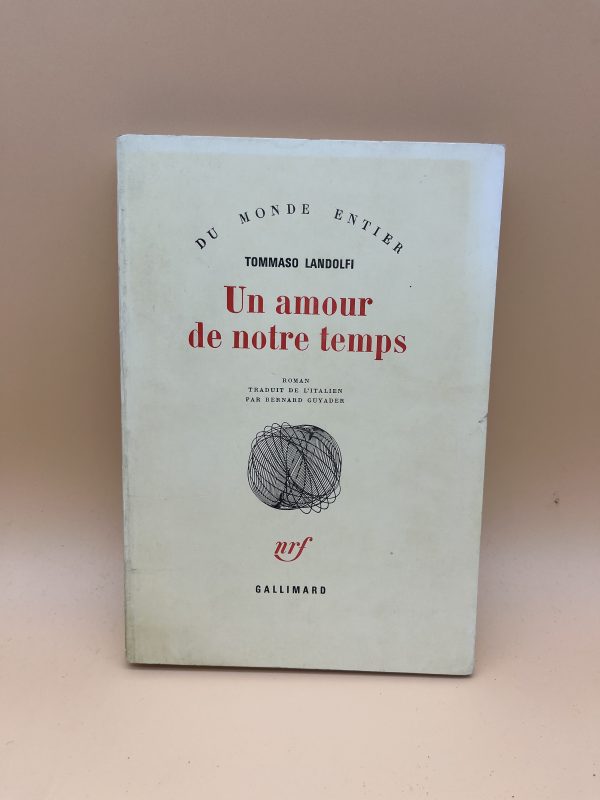 DU MONDE ENTIER
TOMMASO LANDOLFI
Un amour
de notre temps
ROMAN
TRADUIT DE L'ITALIEN
PAR BERNARD GUYADER
nrf
GALLIMARD